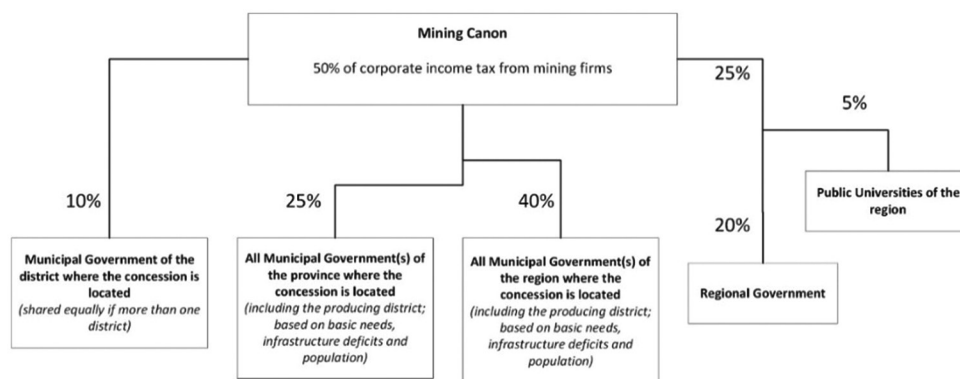 Mining Canon
50% of corporate income tax from mining firms
25%
5%
10%
25%
40%
20%
Public Universities of the
region
Municipal Government of the
district where the concession is
located
(shared equally if more than one
district)
All Municipal Government(s) of
the province where the
concession is located
(including the producing district;
based on basic needs,
infrastructure deficits and
population)
All Municipal Government(s) of
the region where the
concession is located
(including the producing district;
based on basic needs,
infrastructure deficits and
population)
Regional Government